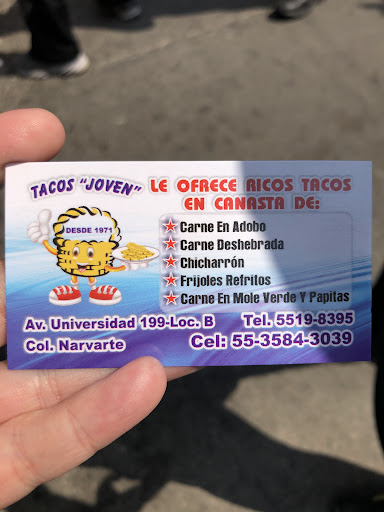 TACOS "JOVEN"
LE OFRECE RICOS TACOS
EN CANASTA DE:
DESDE 1971
Carne En Adobo
Carne Deshebrada
Chicharrón
Frijoles Refritos
Carne En Mole Verde Y Papitas
Av. Universidad 199-Loc. B
Col. Narvarte
Tel. 5519-8395
Cel: 55-3584-3039